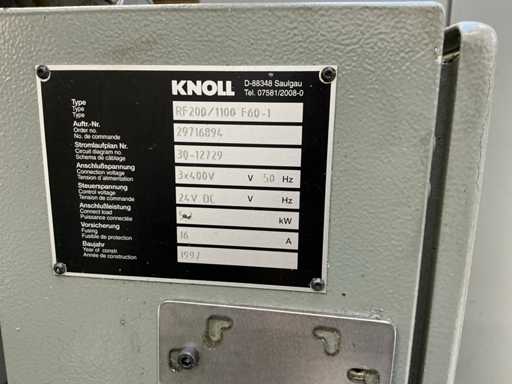 KNOLL
D-88348 Saulgau
Tel. 07581/2008-0
Type
Type
Type
RF200/1100 F60-1
Auftr.-Nr.
Order no.
No. de commande
29716894
Stromlaufplan Nr.
Circuit diagram no.
Schema de câblage
30-12729
Anschlußspannung
Connection voltage
Tension d'alimentation
3x400V V 50 Hz
Steuerspannung
Control voltage
Tension de commande
24V DC V Hz
Anschlußleistung
Connect load
Puissance connectée
kW
Vorsicherung
Fusing
Fusible de protection
16 A
Baujahr
Year of constr.
Année de construction
1997